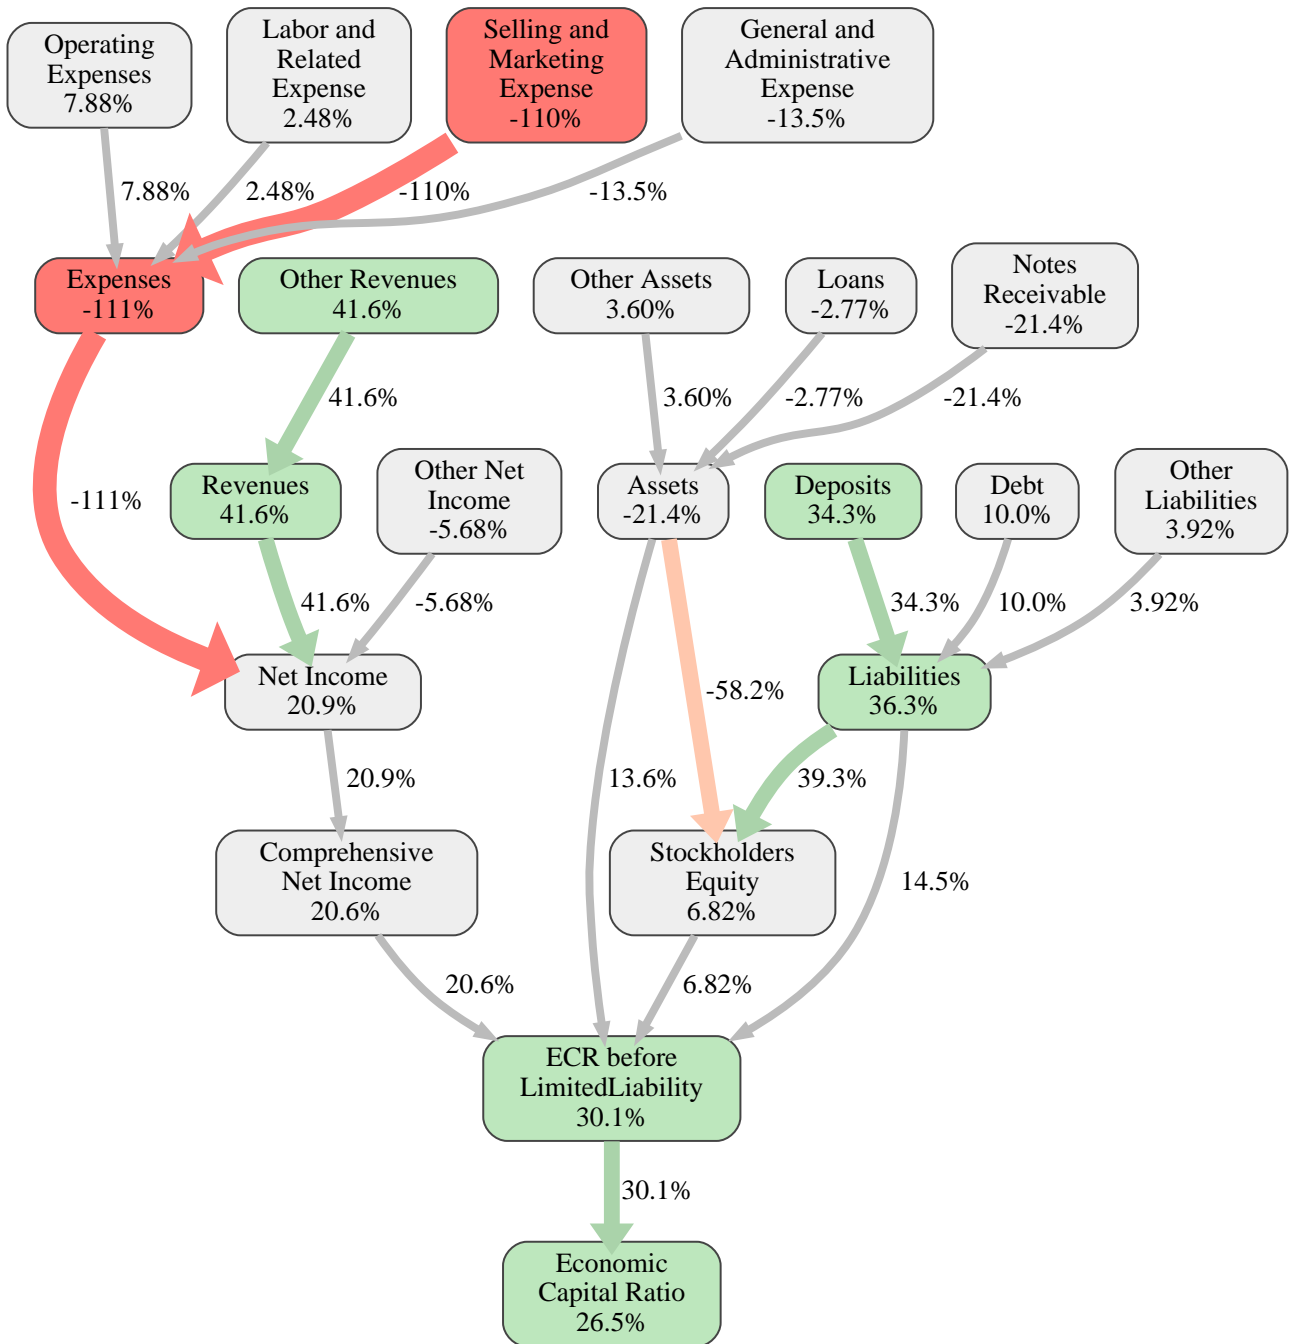 Operating
Expenses
7.88%
Labor and
Related
Expense
2.48%
Selling and
Marketing
Expense
-110%
General and
Administrative
Expense
-13.5%
7.88%
2.48%
-110%
-13.5%
Expenses
-111%
Other Revenues
41.6%
Other Assets
3.60%
Loans
-2.77%
Notes
Receivable
-21.4%
41.6%
3.60%
-2.77%
-21.4%
-111%
Revenues
41.6%
Other Net
Income
-5.68%
Assets
-21.4%
Deposits
34.3%
Debt
10.0%
Other
Liabilities
3.92%
41.6%
-5.68%
34.3%
10.0%
3.92%
Net Income
20.9%
-58.2%
Liabilities
36.3%
20.9%
13.6%
39.3%
Comprehensive
Net Income
20.6%
Stockholders
Equity
6.82%
14.5%
20.6%
6.82%
ECR before
LimitedLiability
30.1%
30.1%
Economic
Capital Ratio
26.5%